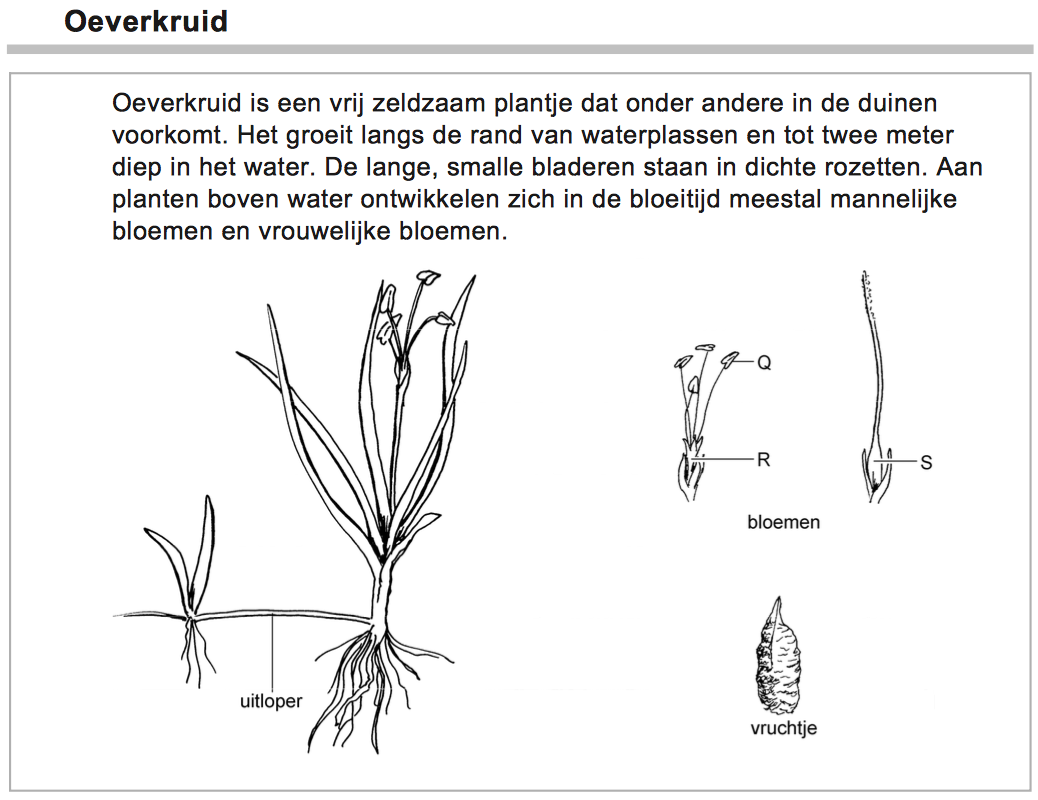 Oeverkruid
Oeverkruid is een vrij zeldzaam plantje dat onder andere in de duinen
voorkomt. Het groeit langs de rand van waterplassen en tot twee meter
diep in het water. De lange, smalle bladeren staan in dichte rozetten. Aan
planten boven water ontwikkelen zich in de bloeitijd meestal mannelijke
bloemen en vrouwelijke bloemen.
Q
R
S
bloemen
uitloper
vruchtje